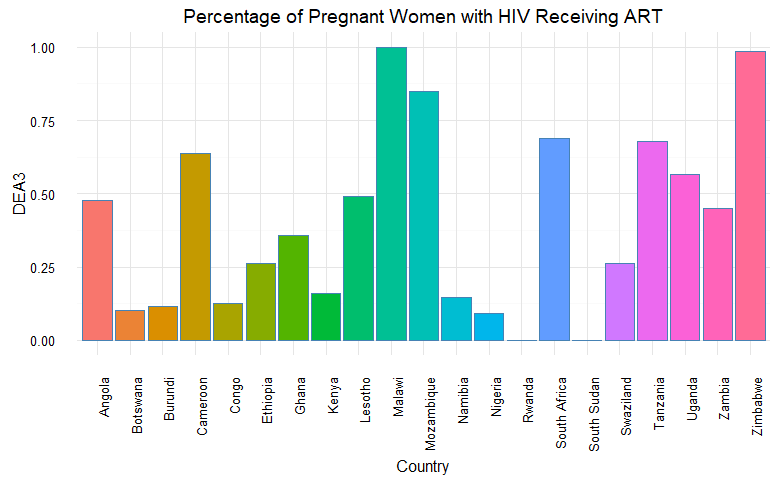 Percentage of Pregnant Women with HIV Receiving ART
DEA3
1.00
0.75
0.50
0.25
0.00
Angola
Botswana
Burundi
Cameroon
Congo
Ethiopia
Ghana
Kenya
Lesotho
Malawi
Mozambique
Namibia
Nigeria
Rwanda
South Africa
South Sudan
Swaziland
Tanzania
Uganda
Zambia
Zimbabwe
Country